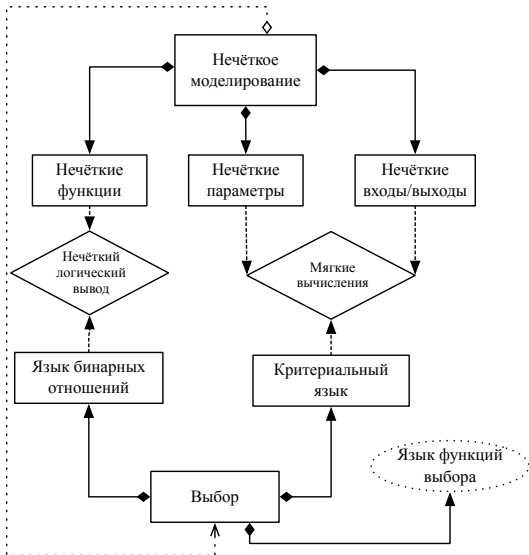 Нечёткое
моделирование
Нечёткие
функции
Нечёткие
параметры
Нечёткие
входы/выходы
Нечёткий
логический
вывод
Мягкие
вычисления
Язык бинарных
отношений
Критериальный
язык
Язык функций
выбора
Выбор